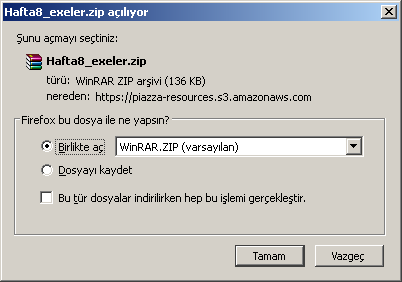 Hafta8_exeler.zip açılıyor
Şunu açmayı seçtiniz:
Hafta8_exeler.zip
türü: WinRAR ZIP arşivi (136 KB)
nereden: https://piazza-resources.s3.amazonaws.com
Firefox bu dosya ile ne yapsın?
Birlikte aç WinRAR.ZIP (varsayılan)
Dosyayı kaydet
Bu tür dosyalar indirilirken hep bu işlemi gerçekleştir.
Tamam Vazgeç